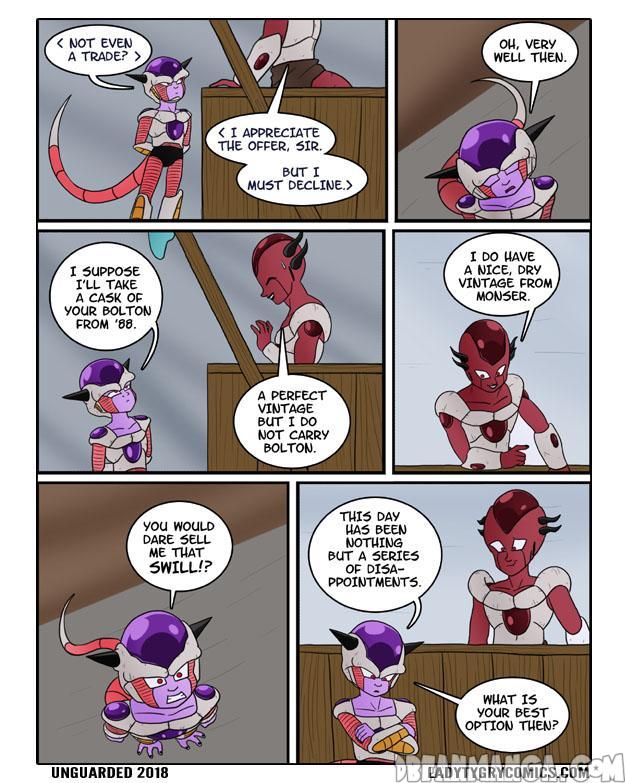 < NOT EVEN
A TRADE? >
< I APPRECIATE
THE OFFER, SIR.
BUT I
MUST DECLINE.>
OH, VERY
WELL THEN.
I SUPPOSE
I'LL TAKE
A CASK OF
YOUR BOLTON
FROM '88.
A PERFECT
VINTAGE
BUT I DO
NOT CARRY
BOLTON.
I DO HAVE
A NICE, DRY
VINTAGE FROM
MONSER.
YOU WOULD
DARE SELL
ME THAT
SWILL!?
THIS DAY
HAS BEEN
NOTHING
BUT A SERIES
OF DISA-
PPOINTMENTS.
WHAT IS
YOUR BEST
OPTION THEN?
UNGUARDED 2018
LADYTYGRYCOMICS.COM
DBFANMANGA.COM